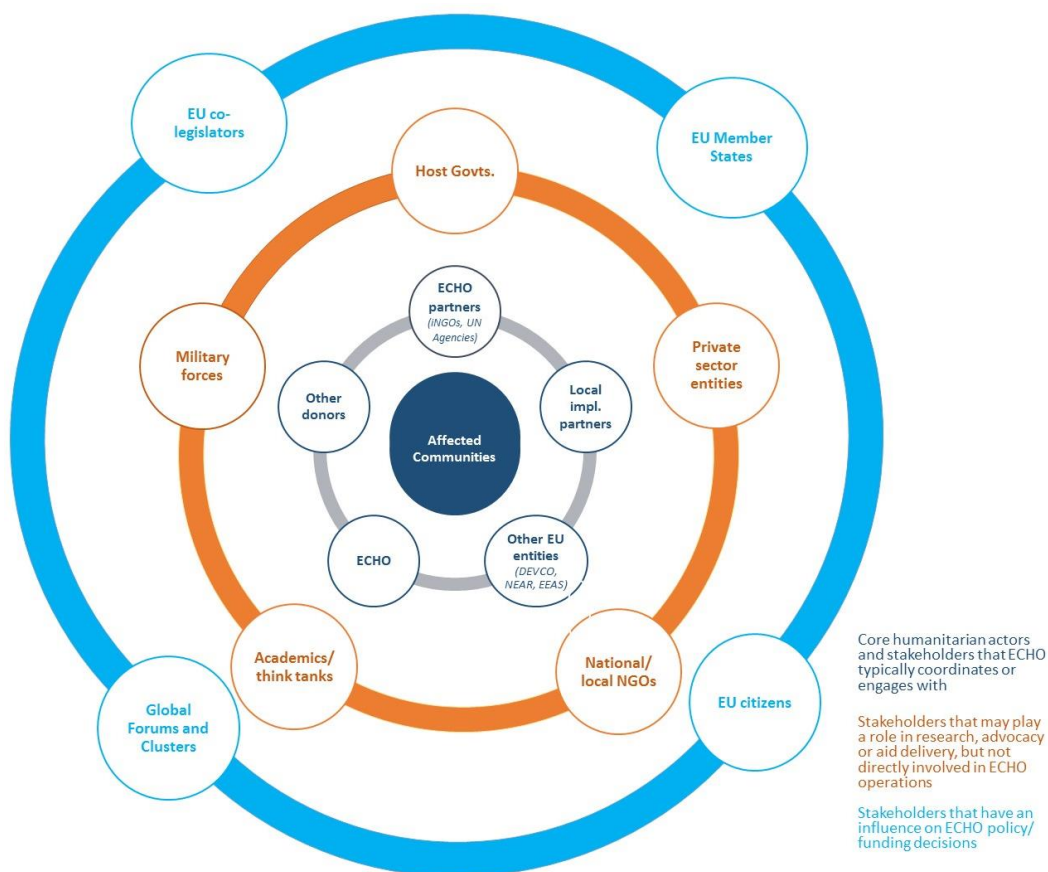 EU co-
legislators
EU Member
States
Host Govts.
ECHO
partners
(iNGOs, UN
Agencies)
Military
forces
Private
sector
entities
Other
donors
Local
impl.
partners
Affected
Communities
ECHO
Other EU
entities
(DEVCO,
NEAR, EEAS)
Academics/
think tanks
National/
local NGOs
Global
Forums and
Clusters
EU citizens
Core humanitarian actors
and stakeholders that ECHO
typically coordinates or
engages with
Stakeholders that may play
a role in research, advocacy
or aid delivery, but not
directly involved in ECHO
operations
Stakeholders that have an
influence on ECHO policy/
funding decisions